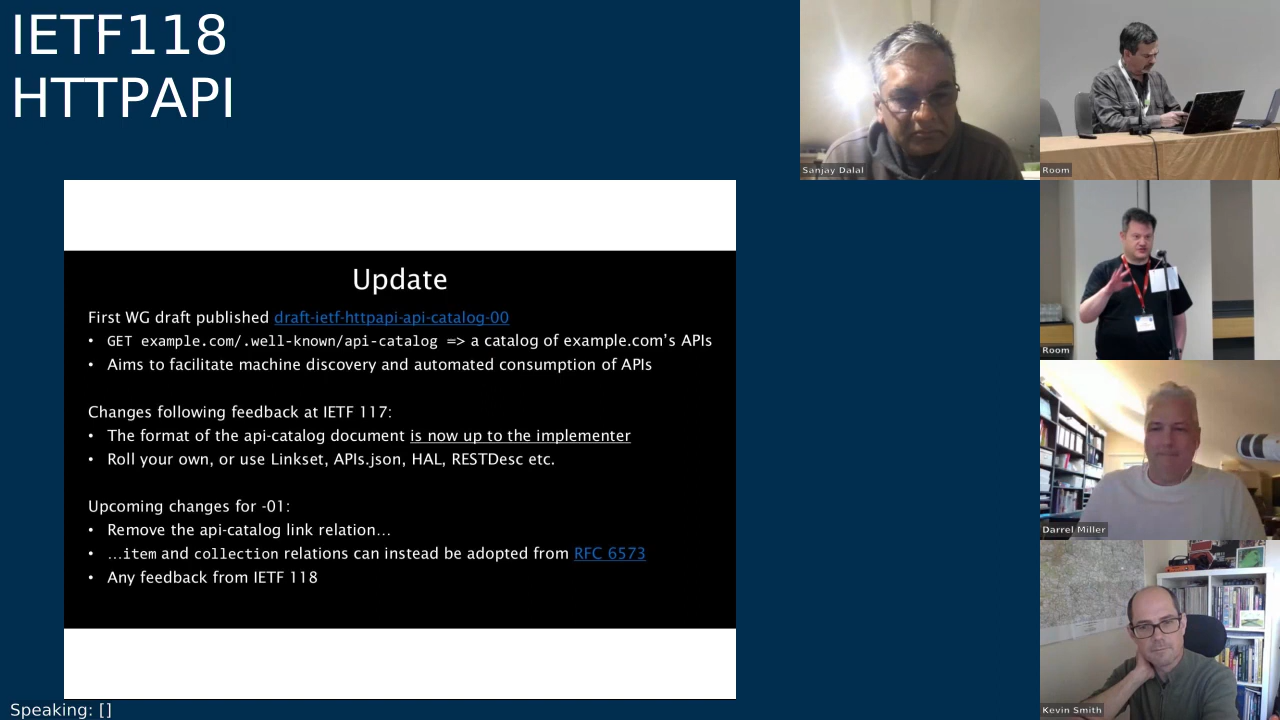 IETF118
HTTPAPI
Sanjay Dalal
Room
Update
First WG draft published draft-ietf-httpapi-api-catalog-00
• GET example.com/.well-known/api-catalog => a catalog of example.com’s APIs
• Aims to facilitate machine discovery and automated consumption of APIs
Changes following feedback at IETF 117:
• The format of the api-catalog document is now up to the implementer
• Roll your own, or use Linkset, APIs.json, HAL, RESTDesc etc.
Upcoming changes for -01:
• Remove the api-catalog link relation…
• …item and collection relations can instead be adopted from RFC 6573
• Any feedback from IETF 118
Room
Darrel Miller
Kevin Smith
Speaking: []